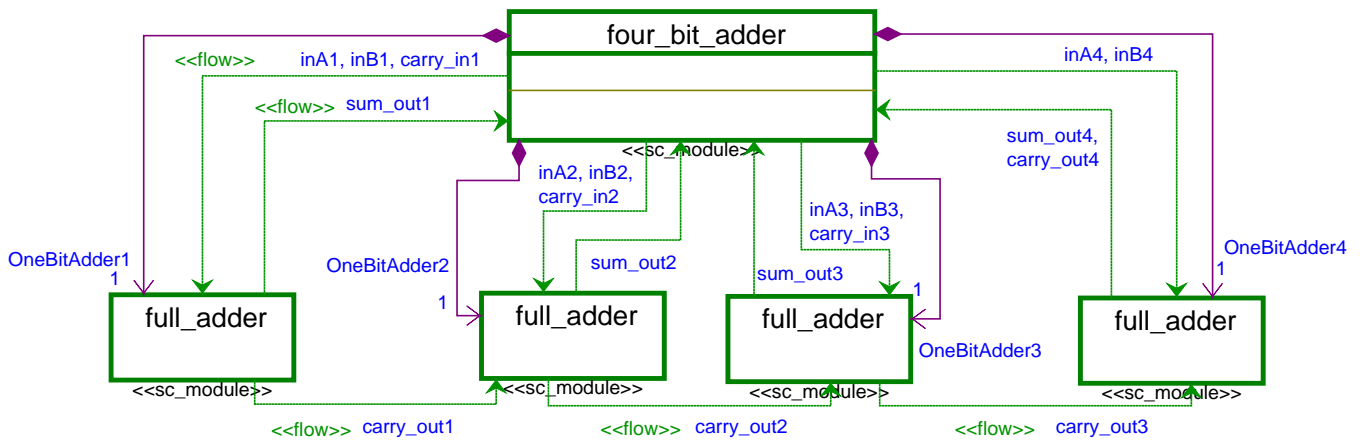 four_bit_adder
<<flow>> inA1, inB1, carry_in1
inA4, inB4
<<flow>> sum_out1
<<sc_module>>
sum_out4,
carry_out4
inA2, inB2,
carry_in2
inA3, inB3,
carry_in3
OneBitAdder1
1
OneBitAdder2
1
sum_out2
sum_out3
1
OneBitAdder3
OneBitAdder4
1
full_adder
full_adder
full_adder
full_adder
<<sc_module>>
<<sc_module>>
<<sc_module>>
<<sc_module>>
<<flow>> carry_out1
<<flow>> carry_out2
<<flow>> carry_out3